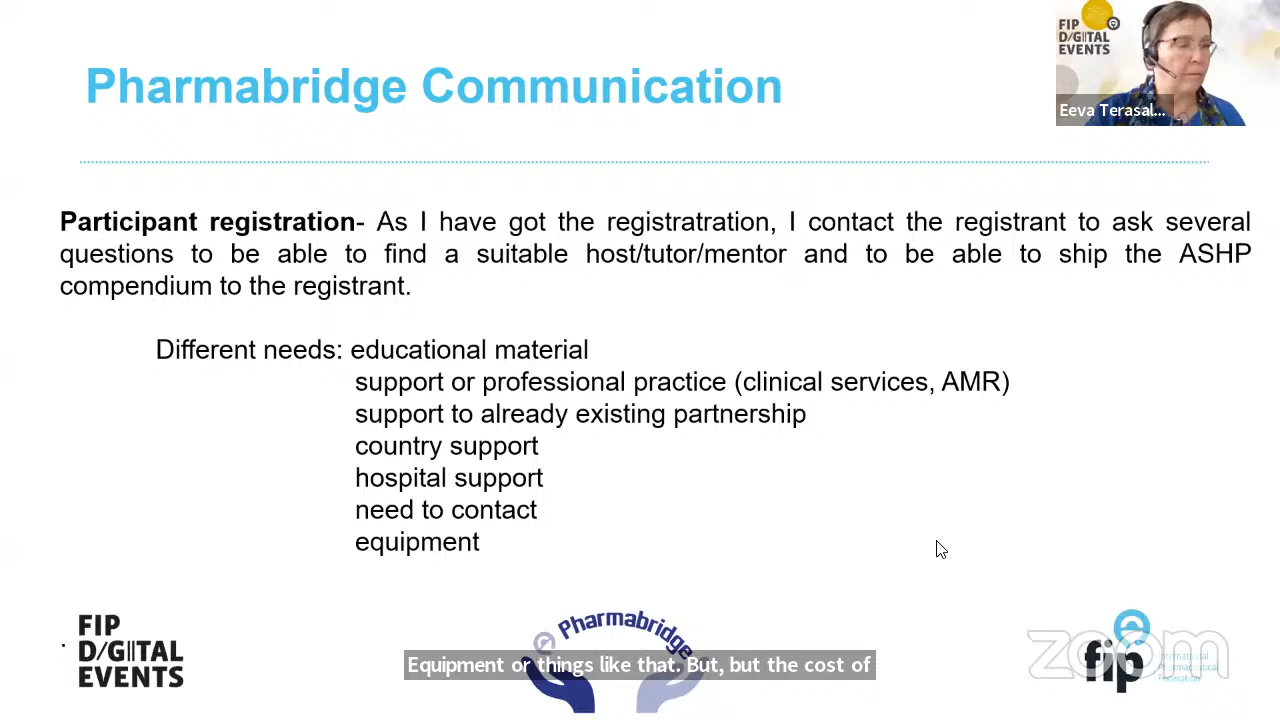 FIP
D/G|TAL
EVENTS
Eeva Terasal...
Pharmabridge Communication
Participant registration- As I have got the registratration, I contact the registrant to ask several
questions to be able to find a suitable host/tutor/mentor and to be able to ship the ASHP
compendium to the registrant.
Different needs: educational material
support or professional practice (clinical services, AMR)
support to already existing partnership
country support
hospital support
need to contact
equipment
FIP
D/G|TAL
EVENTS
Pharmabridge
Equipment or things like that. But, but the cost of
zoom
fip
International
Pharmaceutical
Federation